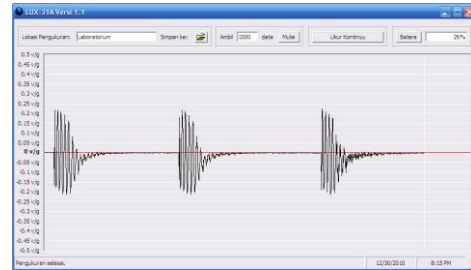 LUX-31A Versi 1.1
Lokasi Pengukuran: Laboratorium Simpan ke: Ambil 1000 data Mulai Ukur Kontinyu Batere 26%
0.5 v/g
0.45 v/g
0.4 v/g
0.35 v/g
0.3 v/g
0.25 v/g
0.2 v/g
0.15 v/g
0.1 v/g
0.05 v/g
0 v/g
-0.05 v/g
-0.1 v/g
-0.15 v/g
-0.2 v/g
-0.25 v/g
-0.3 v/g
-0.35 v/g
-0.4 v/g
-0.45 v/g
-0.5 v/g
Pengukuran selesai. 12/30/2010 8:15 PM